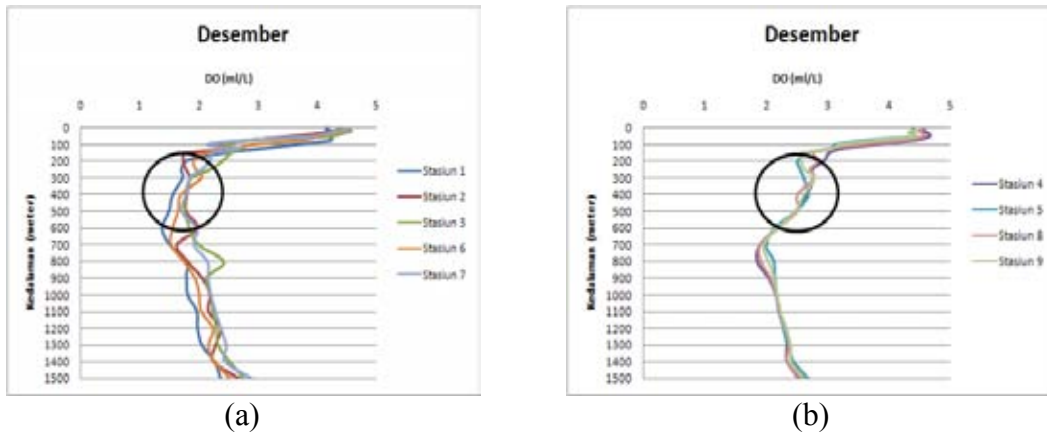 Desember
DO (ml/L)
0 1 2 3 4 5
0
100
200
300
400
500
600
700
800
900
1000
1100
1200
1300
1400
1500
Kedalaman (meter)
Stasiun 1
Stasiun 2
Stasiun 3
Stasiun 6
Stasiun 7
(a)
Desember
DO (ml/L)
0 1 2 3 4 5
0
100
200
300
400
500
600
700
800
900
1000
1100
1200
1300
1400
1500
Kedalaman (meter)
Stasiun 4
Stasiun 5
Stasiun 8
Stasiun 9
(b)